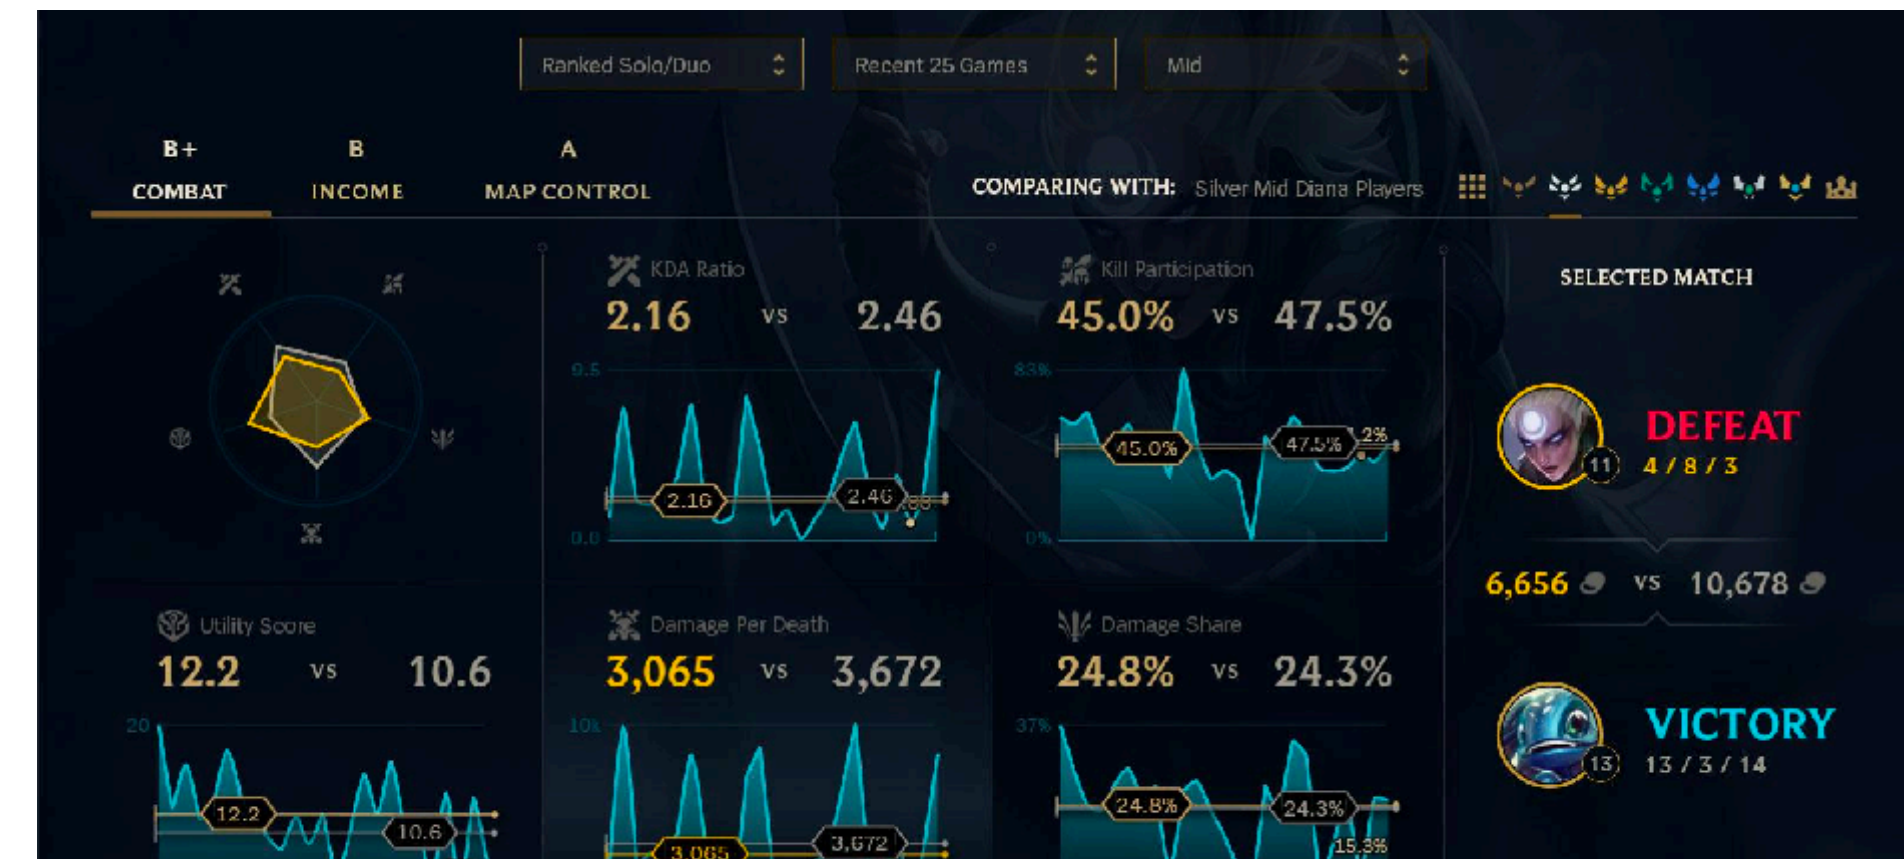 Ranked Solo/Duo Recent 25 Games Mid
B+ B A
COMBAT INCOME MAP CONTROL
COMPARING WITH: Silver Mid Diana Players
KDA Ratio
2.16 vs 2.46
9.5
2.16
2.46
0.0
Kill Participation
45.0% vs 47.5%
83%
45.0%
47.5%
.2%
0%
SELECTED MATCH
DEFEAT
11
4 / 8 / 3
6,656 vs 10,678
VICTORY
13
13 / 3 / 14
Utility Score
12.2 vs 10.6
20
12.2
10.6
Damage Per Death
3,065 vs 3,672
10k
3,065
3,672
Damage Share
24.8% vs 24.3%
37%
24.8%
24.3%
15.3%